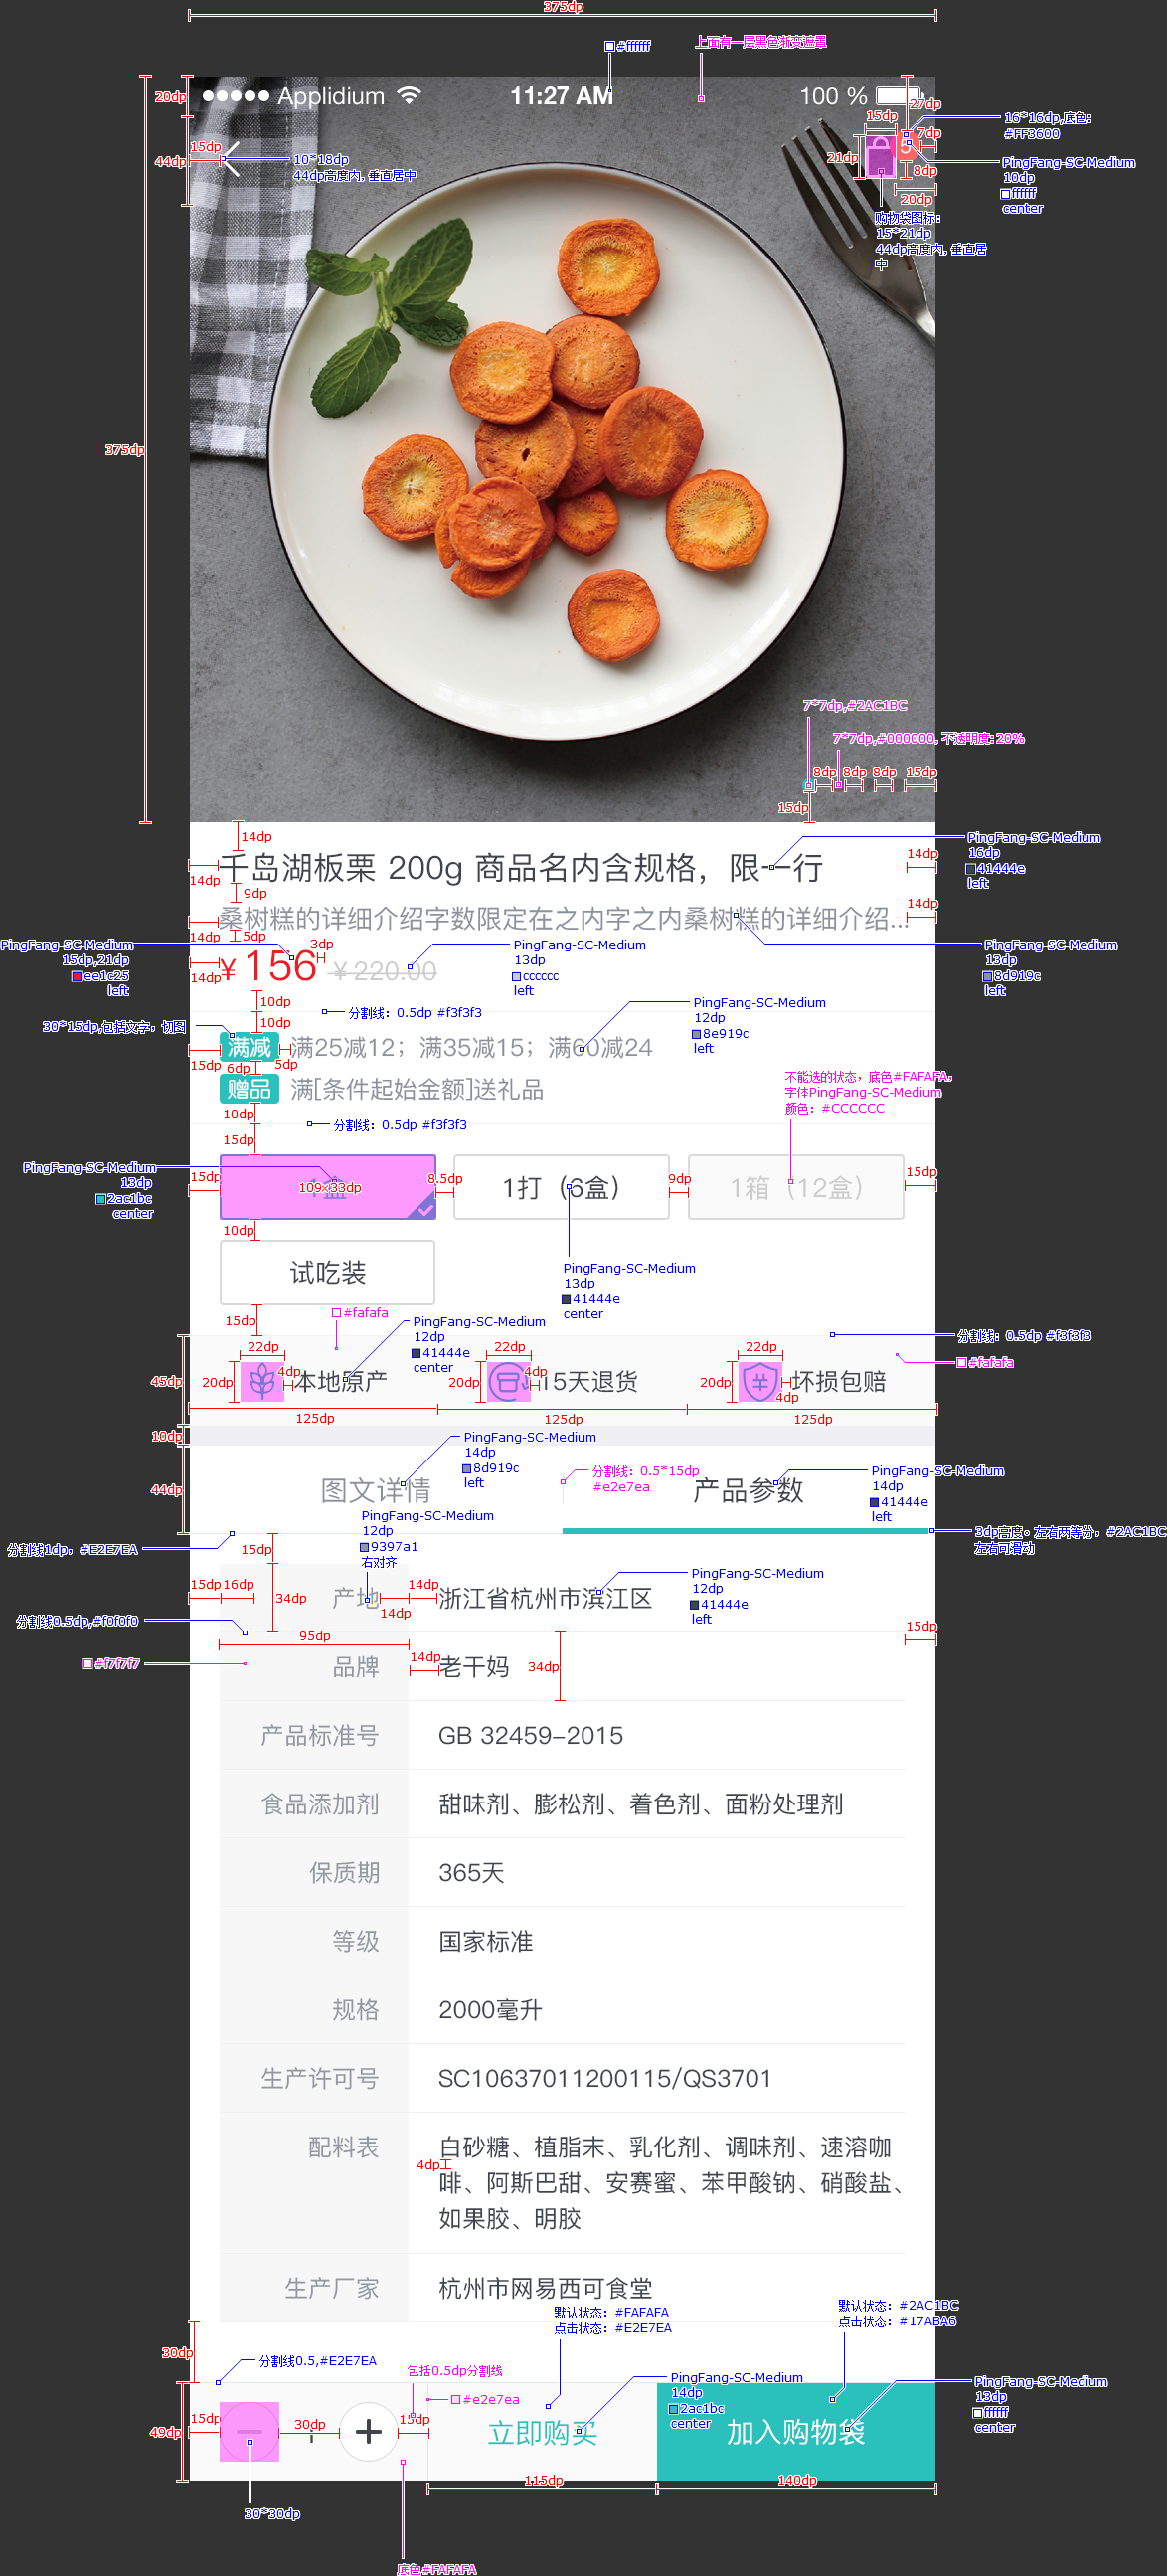 375dp
#ffffff
上面有一层黑色渐变遮罩
20dp
Applidium
11:27 AM
100 %
27dp
15dp
16*16dp,底色:
#FF3600
7dp
44dp
15dp
10*18dp
44dp高度内, 垂直居中
21dp
8dp
20dp
PingFang-SC-Medium
10dp
ffffff
center
购物袋图标:
15*21dp
44dp高度内, 垂直居
中
375dp
7*7dp,#2AC1BC
7*7dp,#000000, 不透明度: 20%
8dp
8dp
8dp
15dp
15dp
14dp
千岛湖板栗 200g 商品名内含规格，限一行
14dp
14dp
PingFang-SC-Medium
16dp
41444e
left
9dp
桑树糕的详细介绍字数限定在之内字之内桑树糕的详细介绍...
14dp
14dp
5dp
3dp
PingFang-SC-Medium
15dp,21dp
ee1c25
left
14dp
¥ 156
¥ 220.00
PingFang-SC-Medium
13dp
cccccc
left
PingFang-SC-Medium
13dp
8d919c
left
10dp
分割线: 0.5dp #f3f3f3
10dp
PingFang-SC-Medium
12dp
8e919c
left
30*15dp,包括文字, 切图
满减
满25减12；满35减15；满60减24
15dp
5dp
6dp
赠品
满[条件起始金额]送礼品
不能选的状态, 底色#FAFAFA,
字体PingFang-SC-Medium
颜色: #CCCCCC
10dp
分割线: 0.5dp #f3f3f3
15dp
PingFang-SC-Medium
13dp
2ac1bc
center
15dp
1盒
109×33dp
8.5dp
1打（6盒）
9dp
1箱（12盒）
15dp
10dp
试吃装
PingFang-SC-Medium
13dp
41444e
center
15dp
#fafafa
PingFang-SC-Medium
12dp
41444e
center
分割线: 0.5dp #f3f3f3
#fafafa
22dp
22dp
22dp
45dp
20dp
4dp
本地原产
20dp
4dp
15天退货
20dp
4dp
坏损包赔
125dp
125dp
125dp
10dp
PingFang-SC-Medium
14dp
8d919c
left
44dp
图文详情
分割线: 0.5*15dp
#e2e7ea
产品参数
PingFang-SC-Medium
14dp
41444e
left
3dp高度。左右两等分, #2AC1BC
左右可滑动
分割线1dp, #E2E7EA
15dp
PingFang-SC-Medium
12dp
9397a1
右对齐
15dp
16dp
34dp
产地
14dp
14dp
浙江省杭州市滨江区
PingFang-SC-Medium
12dp
41444e
left
分割线0.5dp,#f0f0f0
95dp
15dp
#f7f7f7
品牌
14dp
老干妈
34dp
产品标准号
GB 32459-2015
食品添加剂
甜味剂、膨松剂、着色剂、面粉处理剂
保质期
365天
等级
国家标准
规格
2000毫升
生产许可号
SC10637011200115/QS3701
配料表
白砂糖、植脂末、乳化剂、调味剂、速溶咖
4dp
啡、阿斯巴甜、安赛蜜、苯甲酸钠、硝酸盐、
如果胶、明胶
生产厂家
杭州市网易西可食堂
默认状态: #FAFAFA
点击状态: #E2E7EA
默认状态: #2AC1BC
点击状态: #17ABA6
30dp
分割线0.5,#E2E7EA
包括0.5dp分割线
#e2e7ea
PingFang-SC-Medium
14dp
2ac1bc
center
PingFang-SC-Medium
13dp
ffffff
center
49dp
15dp
30dp
15dp
立即购买
加入购物袋
115dp
140dp
30*30dp
底色#FAFAFA